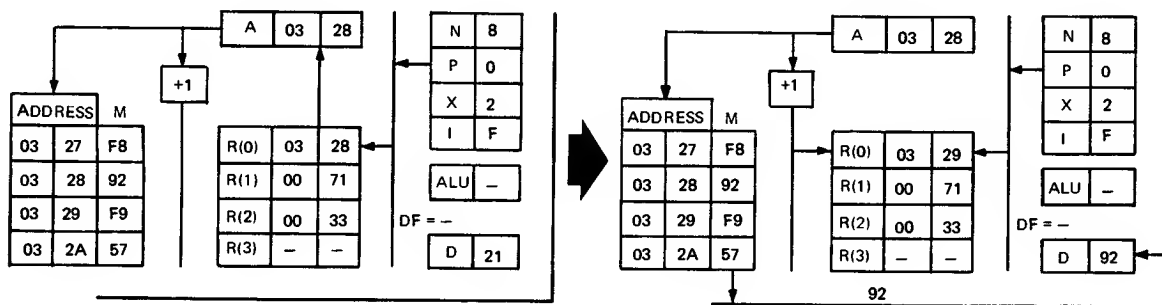 A 03 28
+1
ADDRESS M
03 27 F8
03 28 92
03 29 F9
03 2A 57
R(0) 03 28
R(1) 00 71
R(2) 00 33
R(3) – –
N 8
P 0
X 2
I F
ALU –
DF = –
D 21
A 03 28
+1
ADDRESS M
03 27 F8
03 28 92
03 29 F9
03 2A 57
R(0) 03 29
R(1) 00 71
R(2) 00 33
R(3) – –
N 8
P 0
X 2
I F
ALU –
DF = –
D 92
92